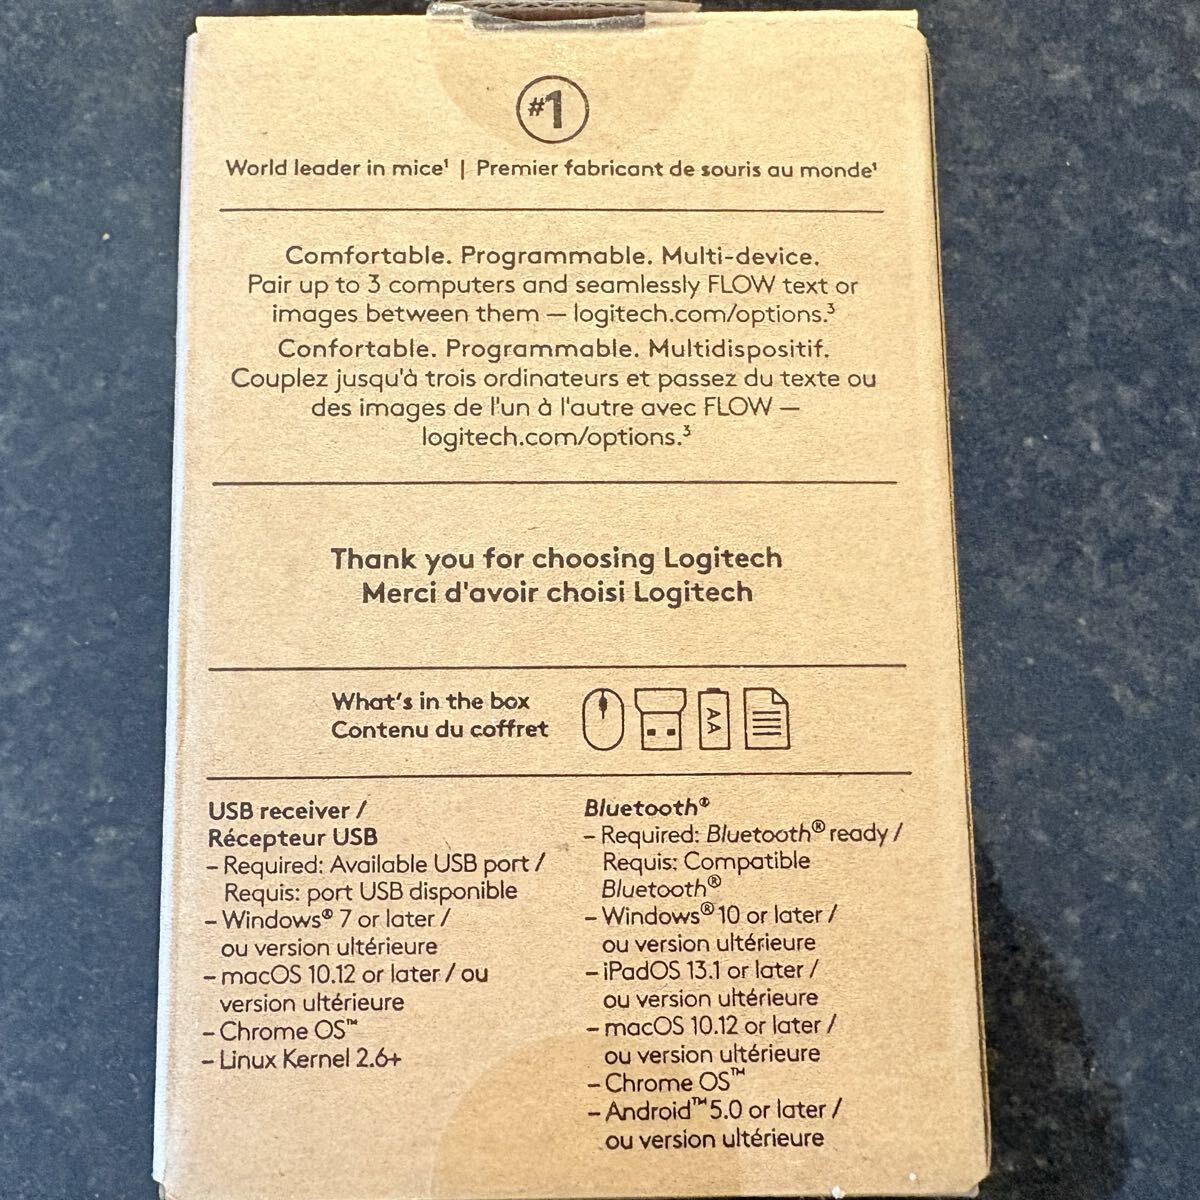 #1
World leader in mice¹ | Premier fabricant de souris au monde¹
Comfortable. Programmable. Multi-device.
Pair up to 3 computers and seamlessly FLOW text or
images between them — logitech.com/options.³
Confortable. Programmable. Multidispositif.
Couplez jusqu'à trois ordinateurs et passez du texte ou
des images de l'un à l'autre avec FLOW —
logitech.com/options.³
Thank you for choosing Logitech
Merci d'avoir choisi Logitech
What's in the box
Contenu du coffret
AA
USB receiver /
Récepteur USB
– Required: Available USB port /
Requis: port USB disponible
– Windows® 7 or later /
ou version ultérieure
– macOS 10.12 or later / ou
version ultérieure
– Chrome OS™
– Linux Kernel 2.6+
Bluetooth®
– Required: Bluetooth® ready /
Requis: Compatible
Bluetooth®
– Windows® 10 or later /
ou version ultérieure
– iPadOS 13.1 or later /
ou version ultérieure
– macOS 10.12 or later /
ou version ultérieure
– Chrome OS™
– Android™ 5.0 or later /
ou version ultérieure